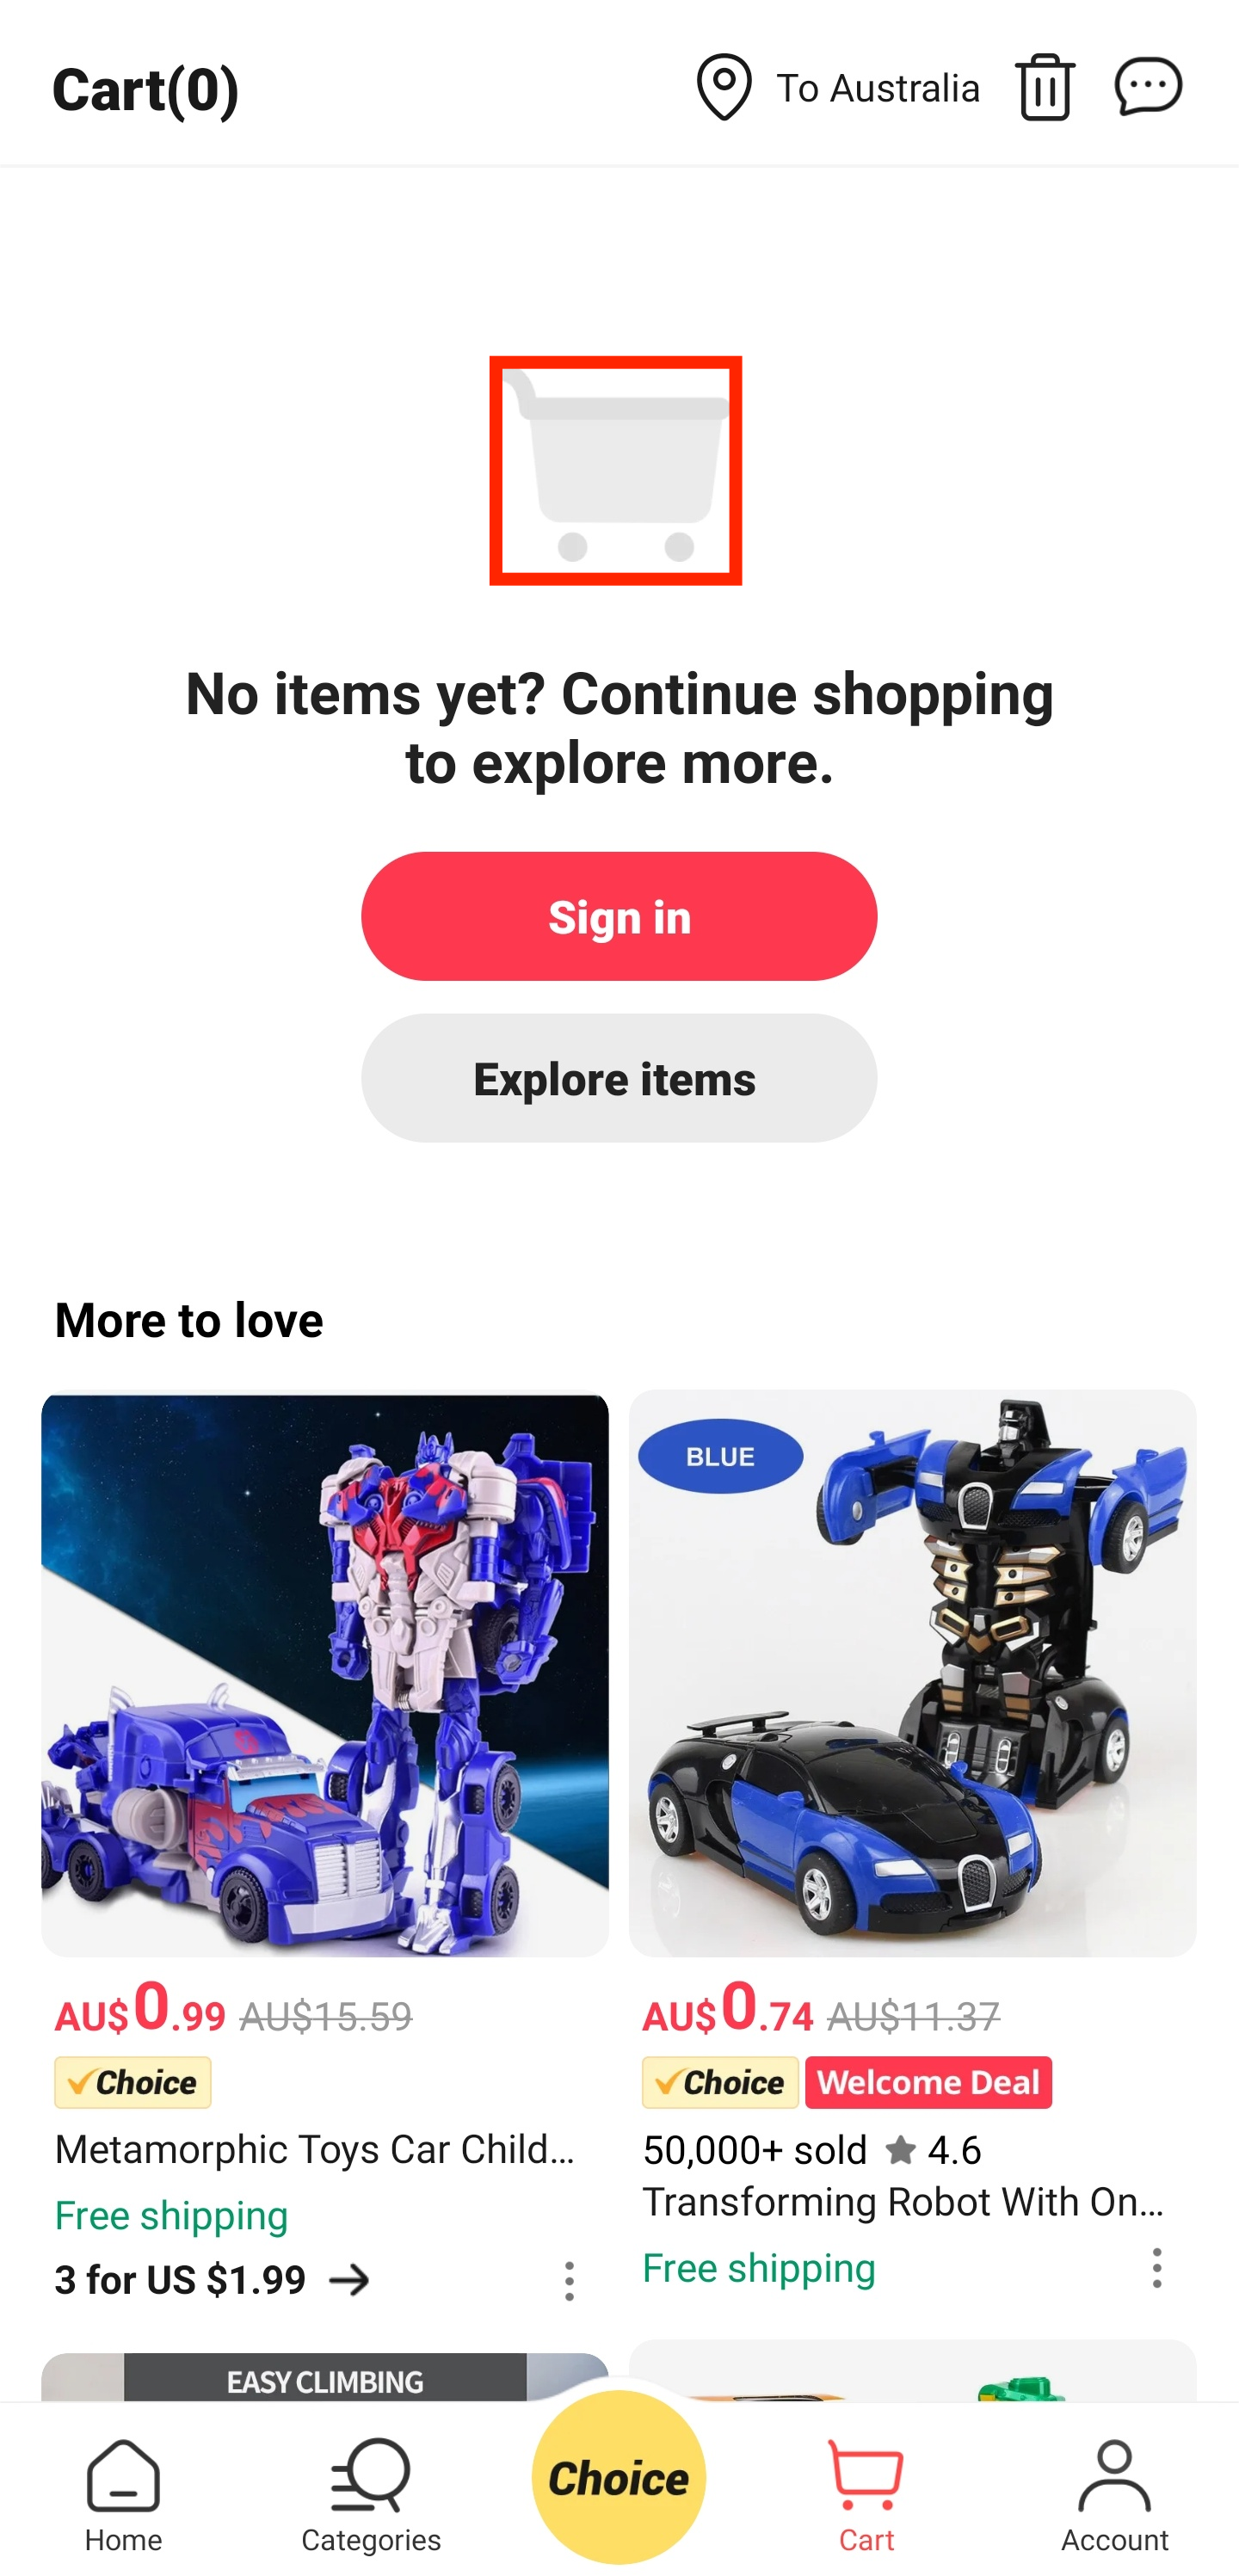 Cart(0)
To Australia
No items yet? Continue shopping
to explore more.
Sign in
Explore items
More to love
BLUE
AU$0.99 AU$15.59
Choice
Metamorphic Toys Car Child...
Free shipping
3 for US $1.99
AU$0.74 AU$11.37
Choice Welcome Deal
50,000+ sold 4.6
Transforming Robot With On...
Free shipping
EASY CLIMBING
Home
Categories
Choice
Cart
Account